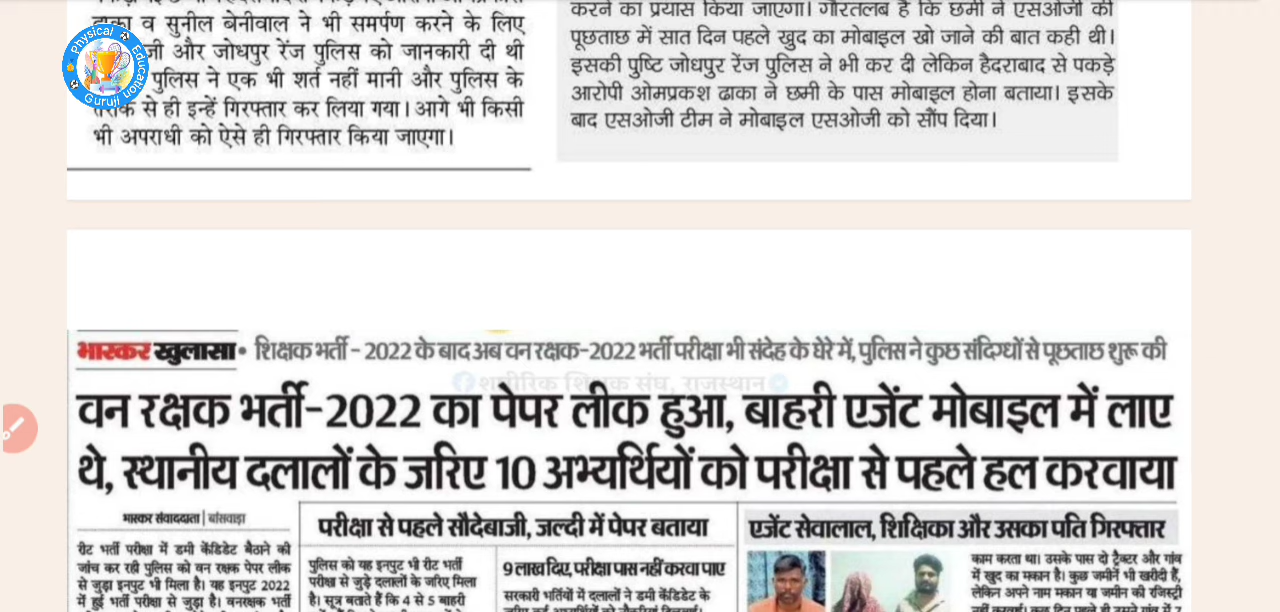 ढाका व सुनील बेनीवाल ने भी समर्पण करने के लिए
और जोधपुर रेंज पुलिस को जानकारी दी थी
पुलिस ने एक भी शर्त नहीं मानी और पुलिस के
तरीके से ही इन्हें गिरफ्तार कर लिया गया। आगे भी किसी
भी अपराधी को ऐसे ही गिरफ्तार किया जाएगा।
Physical Education Guruji
करने का प्रयास किया जाएगा। गौरतलब है कि छमी ने एसओजी की
पूछताछ में सात दिन पहले खुद का मोबाइल खो जाने की बात कही थी।
इसकी पुष्टि जोधपुर रेंज पुलिस ने भी कर दी लेकिन हैदराबाद से पकड़े
आरोपी ओमप्रकश ढाका ने छमी के पास मोबाइल होना बताया। इसके
बाद एसओजी टीम ने मोबाइल एसओजी को सौंप दिया।
भास्कर खुलासा • शिक्षक भर्ती - 2022 के बाद अब वन रक्षक-2022 भर्ती परीक्षा भी संदेह के घेरे में, पुलिस ने कुछ संदिग्धों से पूछताछ शुरू की
शारीरिक शिक्षक संघ, राजस्थान
वन रक्षक भर्ती-2022 का पेपर लीक हुआ, बाहरी एजेंट मोबाइल में लाए
थे, स्थानीय दलालों के जरिए 10 अभ्यर्थियों को परीक्षा से पहले हल करवाया
भास्कर संवाददाता | बांसवाड़ा
रीट भर्ती परीक्षा में डमी कैंडिडेट बैठाने की
जांच कर रही पुलिस को वन रक्षक पेपर लीक
से जुड़ा इनपुट भी मिला है। यह इनपुट 2022
में हुई भर्ती परीक्षा से जुड़ा है। वनरक्षक भर्ती
परीक्षा से पहले सौदेबाजी, जल्दी में पेपर बताया
पुलिस को यह इनपुट भी रीट भर्ती
परीक्षा से जुड़े दलालों के जरिए मिला
है। सूत्र बताते हैं कि 4 से 5 बाहरी
9 लाख दिए, परीक्षा पास नहीं करवा पाए
सरकारी भर्तियों में दलालों ने डमी कैंडिडेट के
एजेंट सेवालाल, शिक्षिका और उसका पति गिरफ्तार
काम करता था। उसके पास दो ट्रैक्टर और गांव
में खुद का मकान है। कुछ जमीनें भी खरीदी हैं,
लेकिन अपने नाम मकान या जमीन की रजिस्ट्री